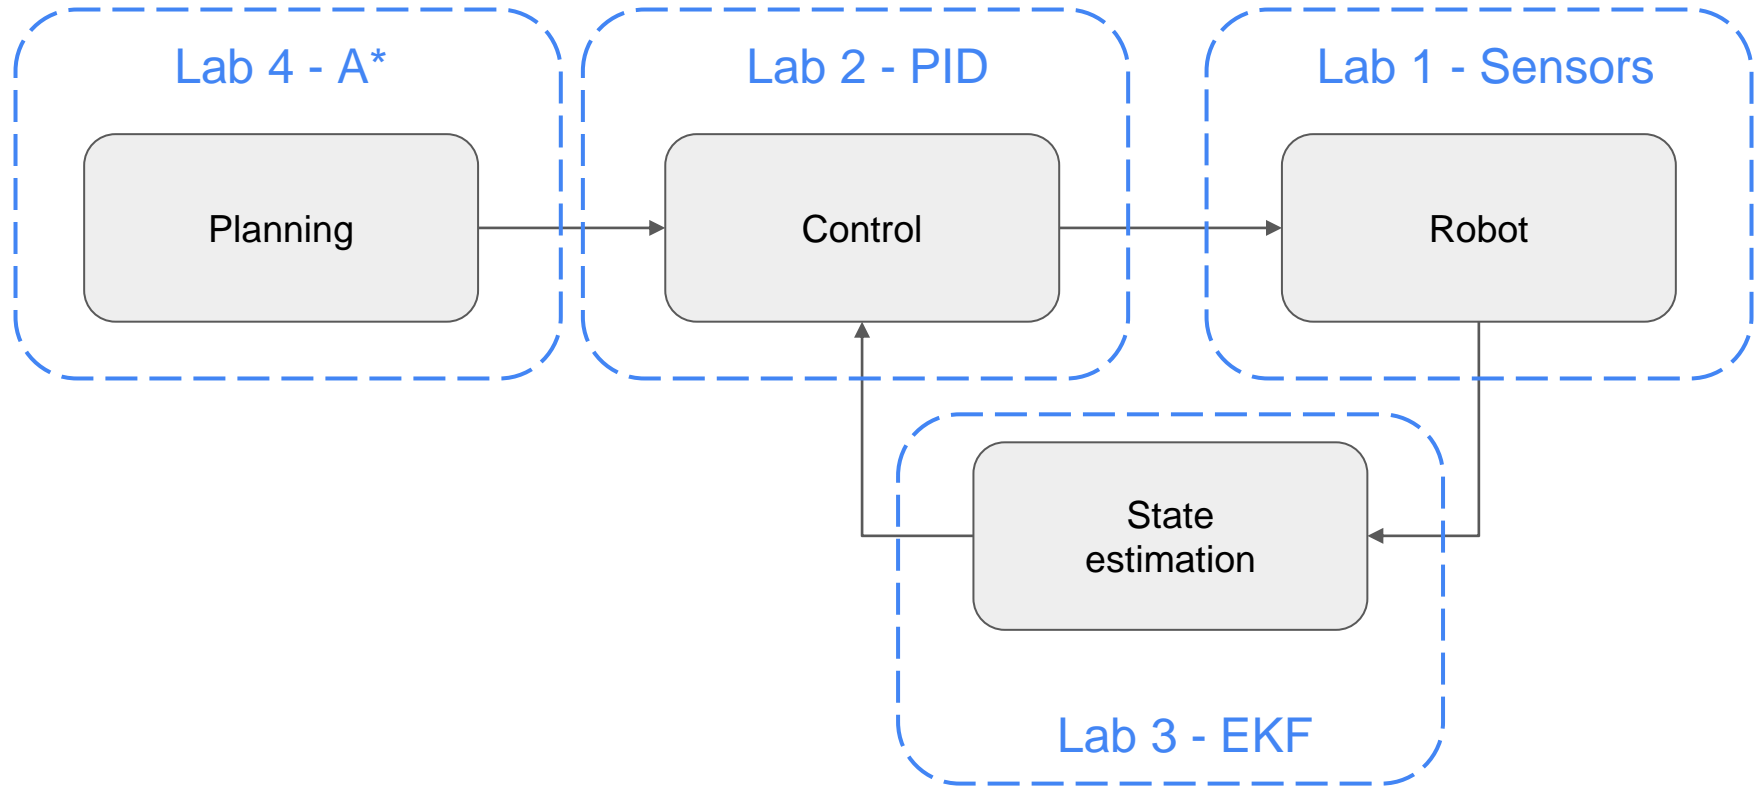 Lab 4 - A*
Lab 2 - PID
Lab 1 - Sensors
Planning
Control
Robot
State
estimation
Lab 3 - EKF